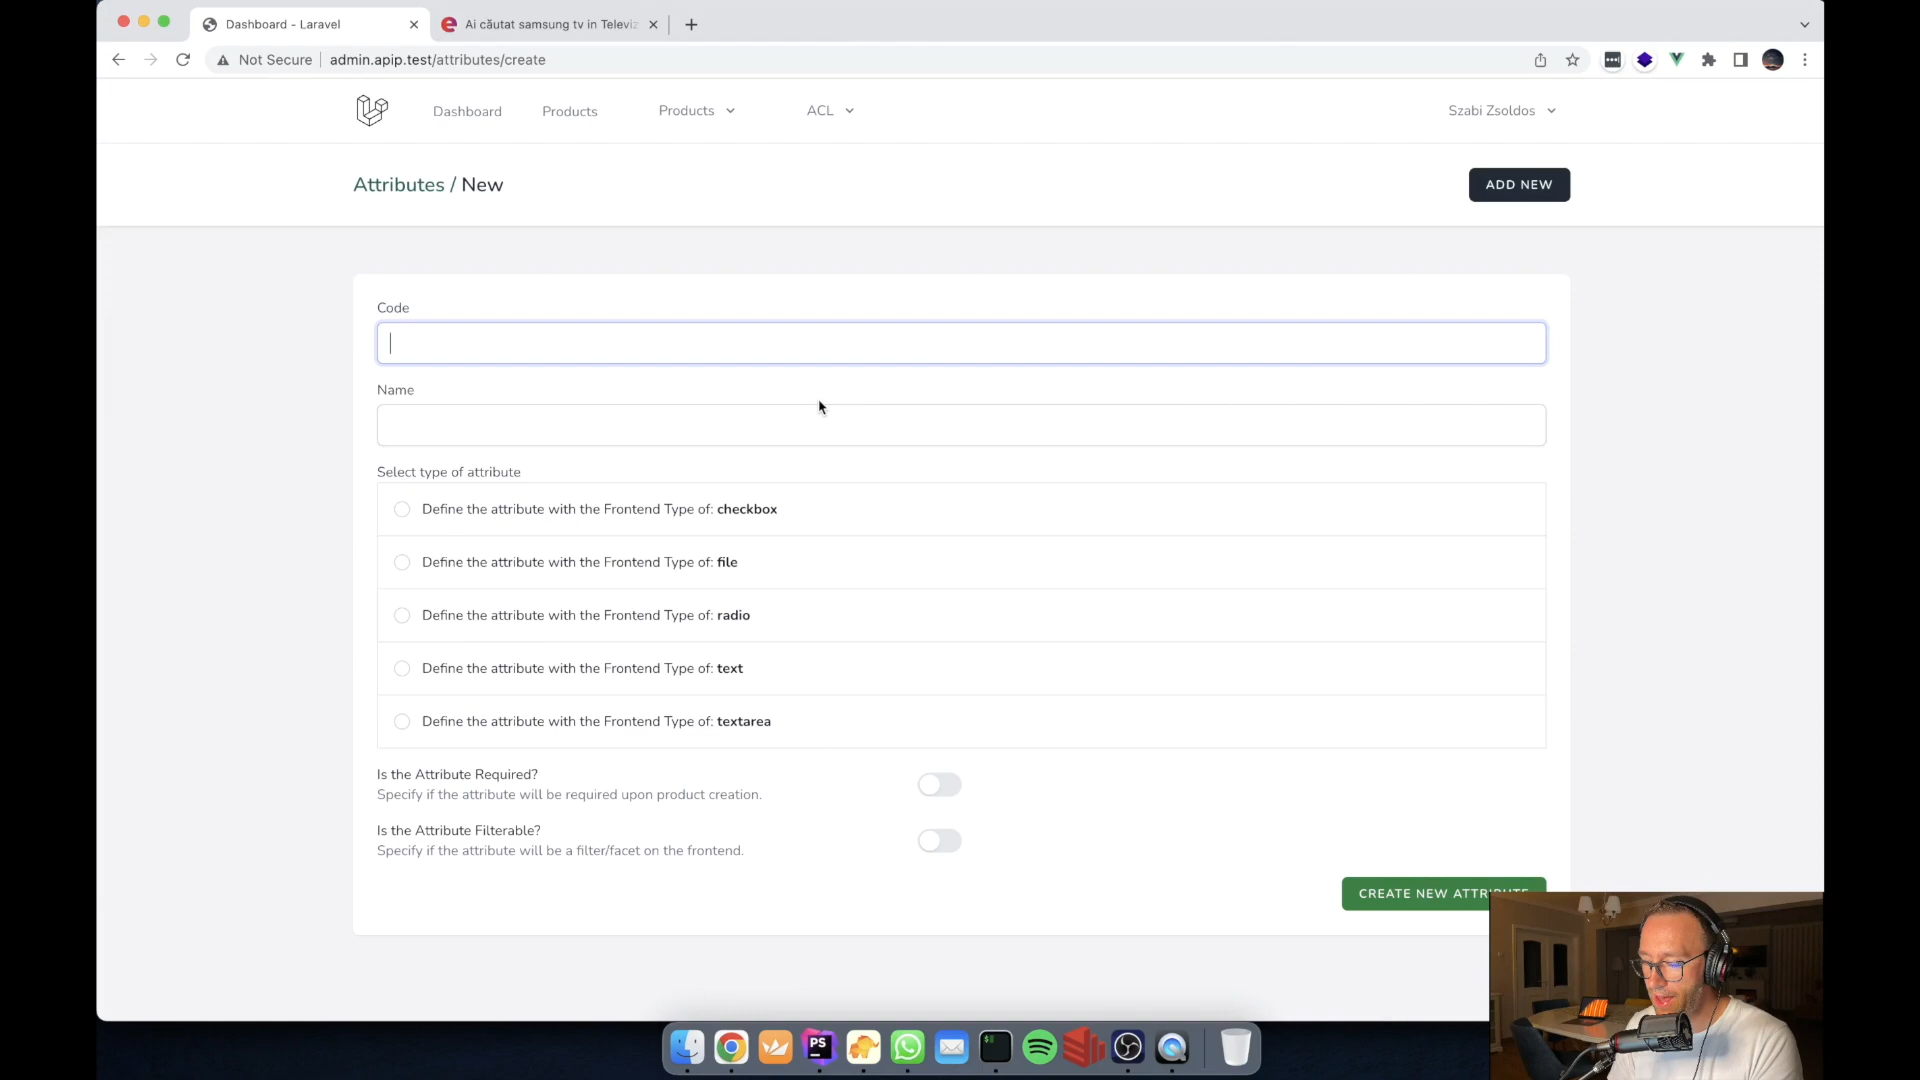 Dashboard - Laravel
Ai căutat samsung tv in Televiz
Not Secure
admin.apip.test/attributes/create
Dashboard
Products
Products
ACL
Szabi Zsoldos
Attributes / New
ADD NEW
Code
Name
Select type of attribute
Define the attribute with the Frontend Type of: checkbox
Define the attribute with the Frontend Type of: file
Define the attribute with the Frontend Type of: radio
Define the attribute with the Frontend Type of: text
Define the attribute with the Frontend Type of: textarea
Is the Attribute Required?
Specify if the attribute will be required upon product creation.
Is the Attribute Filterable?
Specify if the attribute will be a filter/facet on the frontend.
CREATE NEW ATTRIBUTE
PS